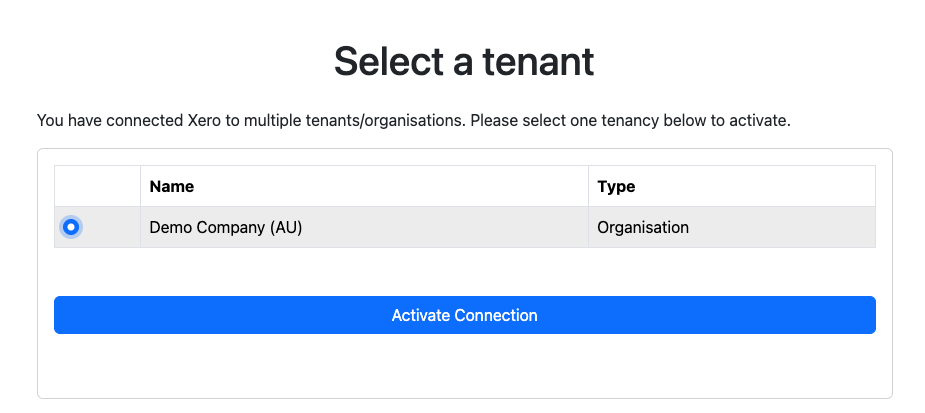 Select a tenant
You have connected Xero to multiple tenants/organisations. Please select one tenancy below to activate.
Name Type
Demo Company (AU) Organisation
Activate Connection